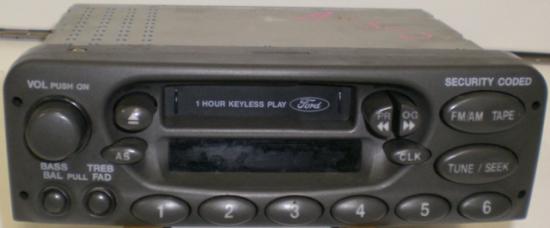 VOL PUSH ON
SECURITY CODED
1 HOUR KEYLESS PLAY Ford
PROG
FM/AM TAPE
AS
CLK
TUNE / SEEK
BASS TREB
BAL PULL FAD
1 2 3 4 5 6